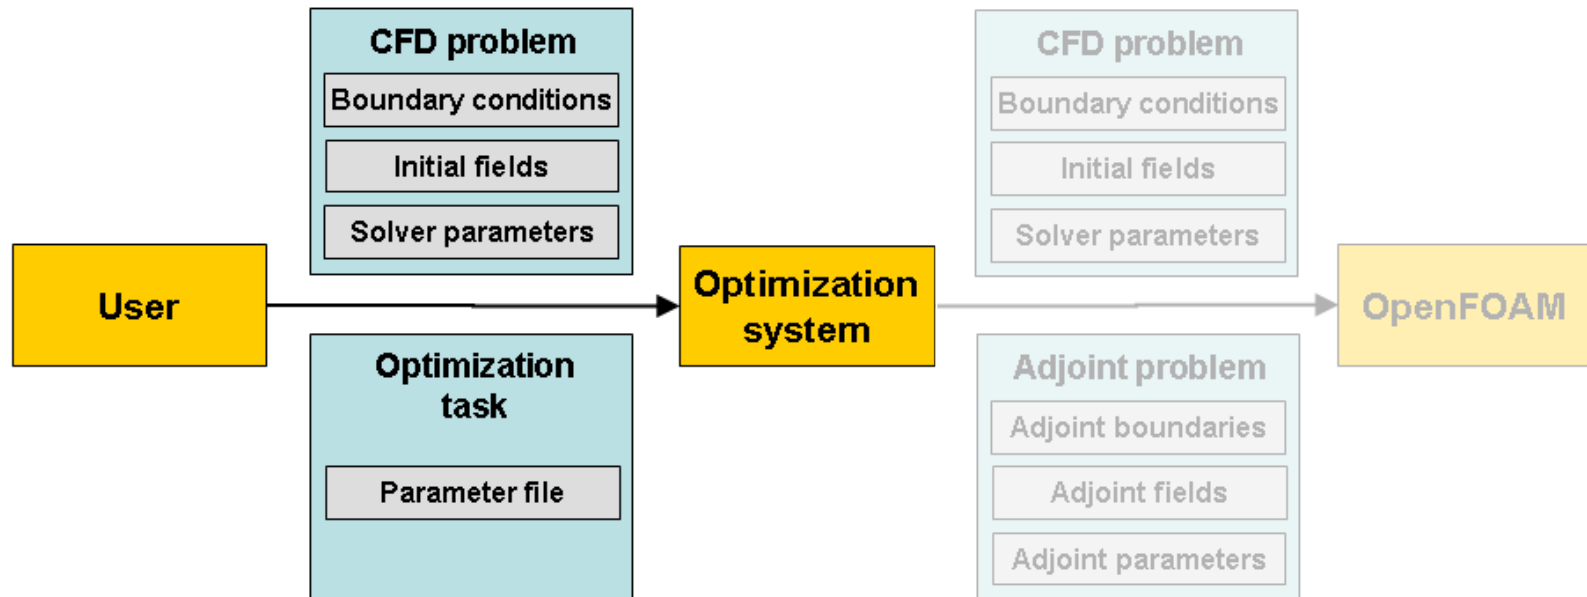 CFD problem
Boundary conditions
Initial fields
Solver parameters
User
Optimization
task
Parameter file
Optimization
system
CFD problem
Boundary conditions
Initial fields
Solver parameters
Adjoint problem
Adjoint boundaries
Adjoint fields
Adjoint parameters
OpenFOAM